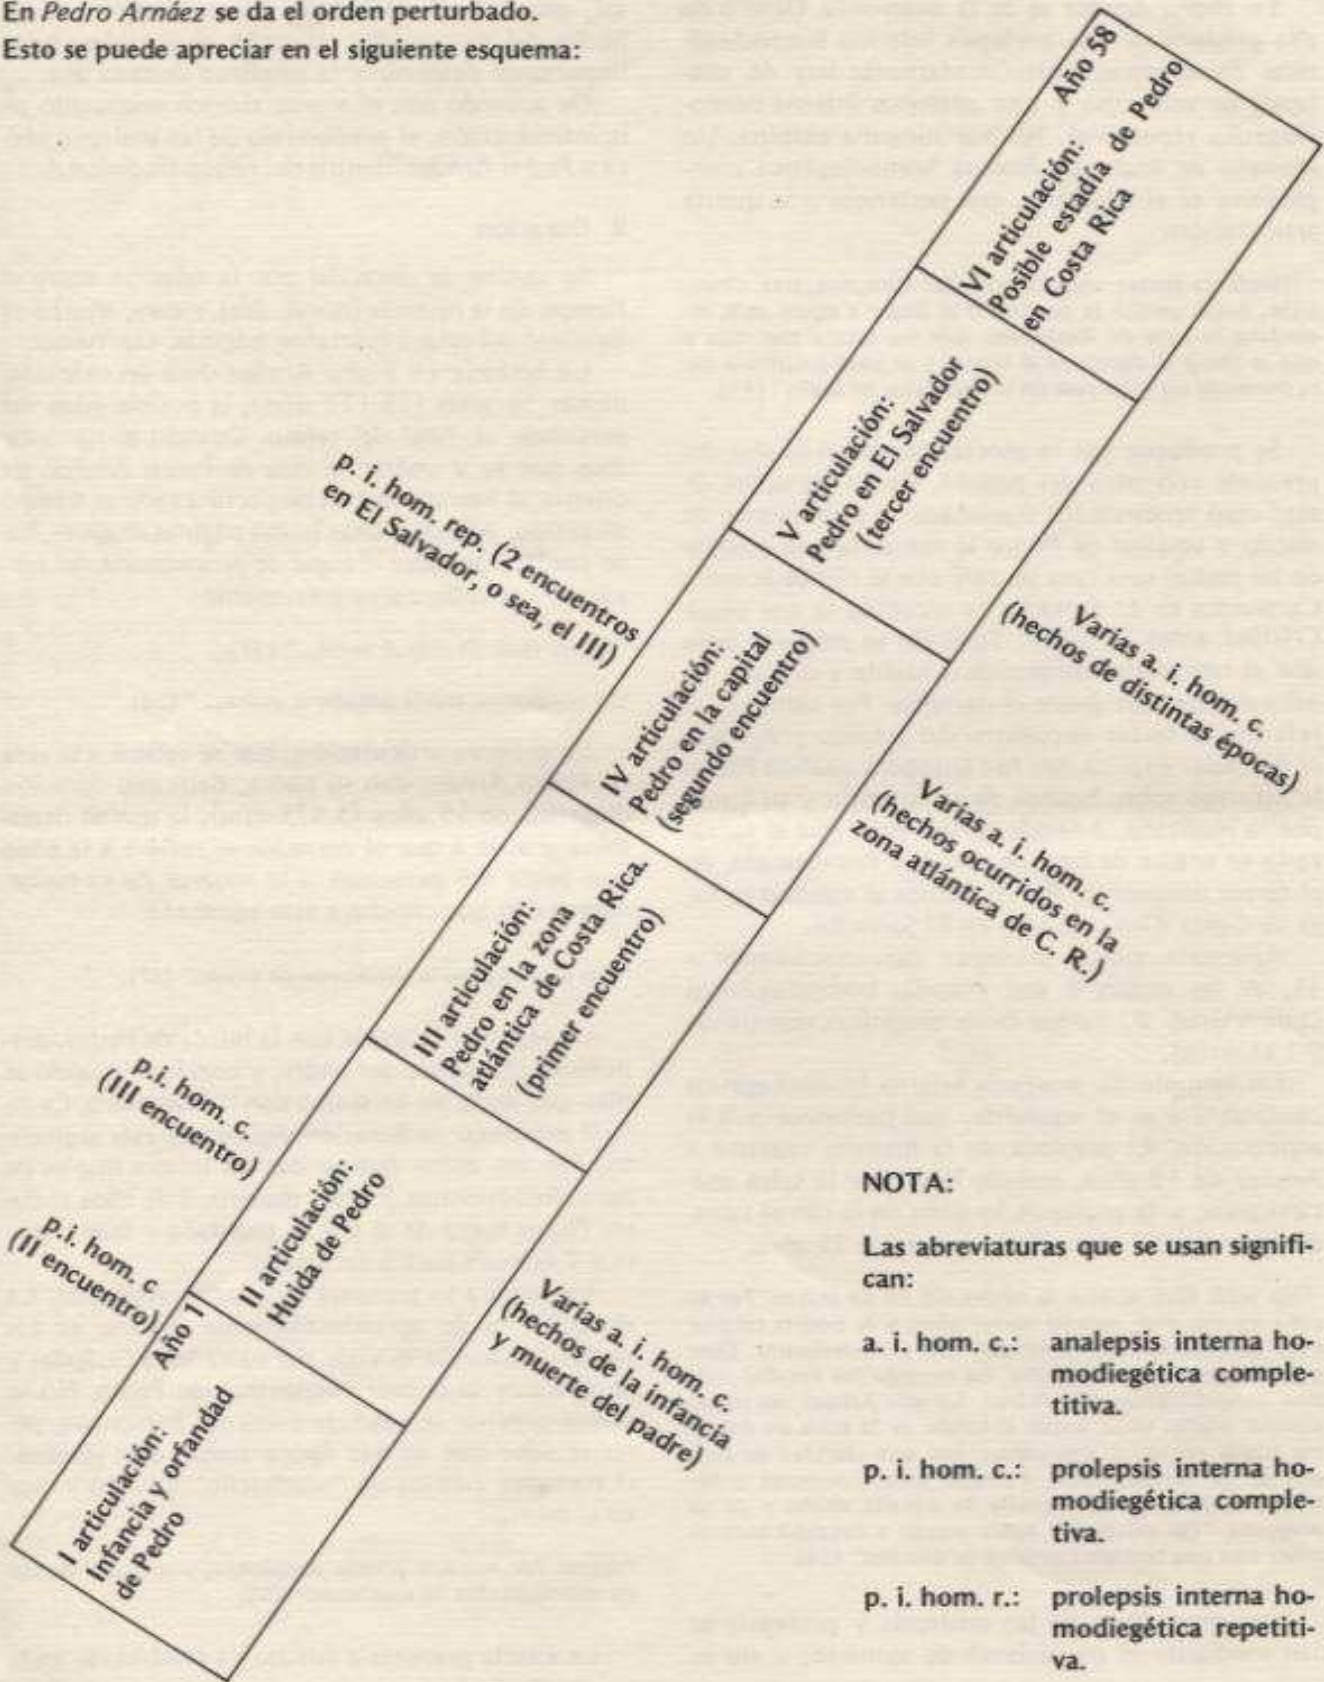 En Pedro Arnáez se da el orden perturbado.
Esto se puede apreciar en el siguiente esquema:
Año 58
VI articulación:
Posible estadía de Pedro
en Costa Rica
V articulación:
Pedro en El Salvador
(tercer encuentro)
p. i. hom. rep. (2 encuentros
en El Salvador, o sea, el III)
IV articulación:
Pedro en la capital
(segundo encuentro)
Varias a. i. hom. c.
(hechos de distintas épocas)
III articulación:
Pedro en la zona
atlántica de Costa Rica.
(primer encuentro)
Varias a. i. hom. c.
(hechos ocurridos en la
zona atlántica de C. R.)
p.i. hom. c.
(III encuentro)
II articulación:
Huida de Pedro
p.i. hom. c
(II encuentro)
Año 1
I articulación:
Infancia y orfandad
de Pedro
Varias a. i. hom. c.
(hechos de la infancia
y muerte del padre)
NOTA:
Las abreviaturas que se usan signifi-
can:
a. i. hom. c.: analepsis interna ho-
modiegética comple-
titiva.
p. i. hom. c.: prolepsis interna ho-
modiegética comple-
tiva.
p. i. hom. r.: prolepsis interna ho-
modiegética repetiti-
va.